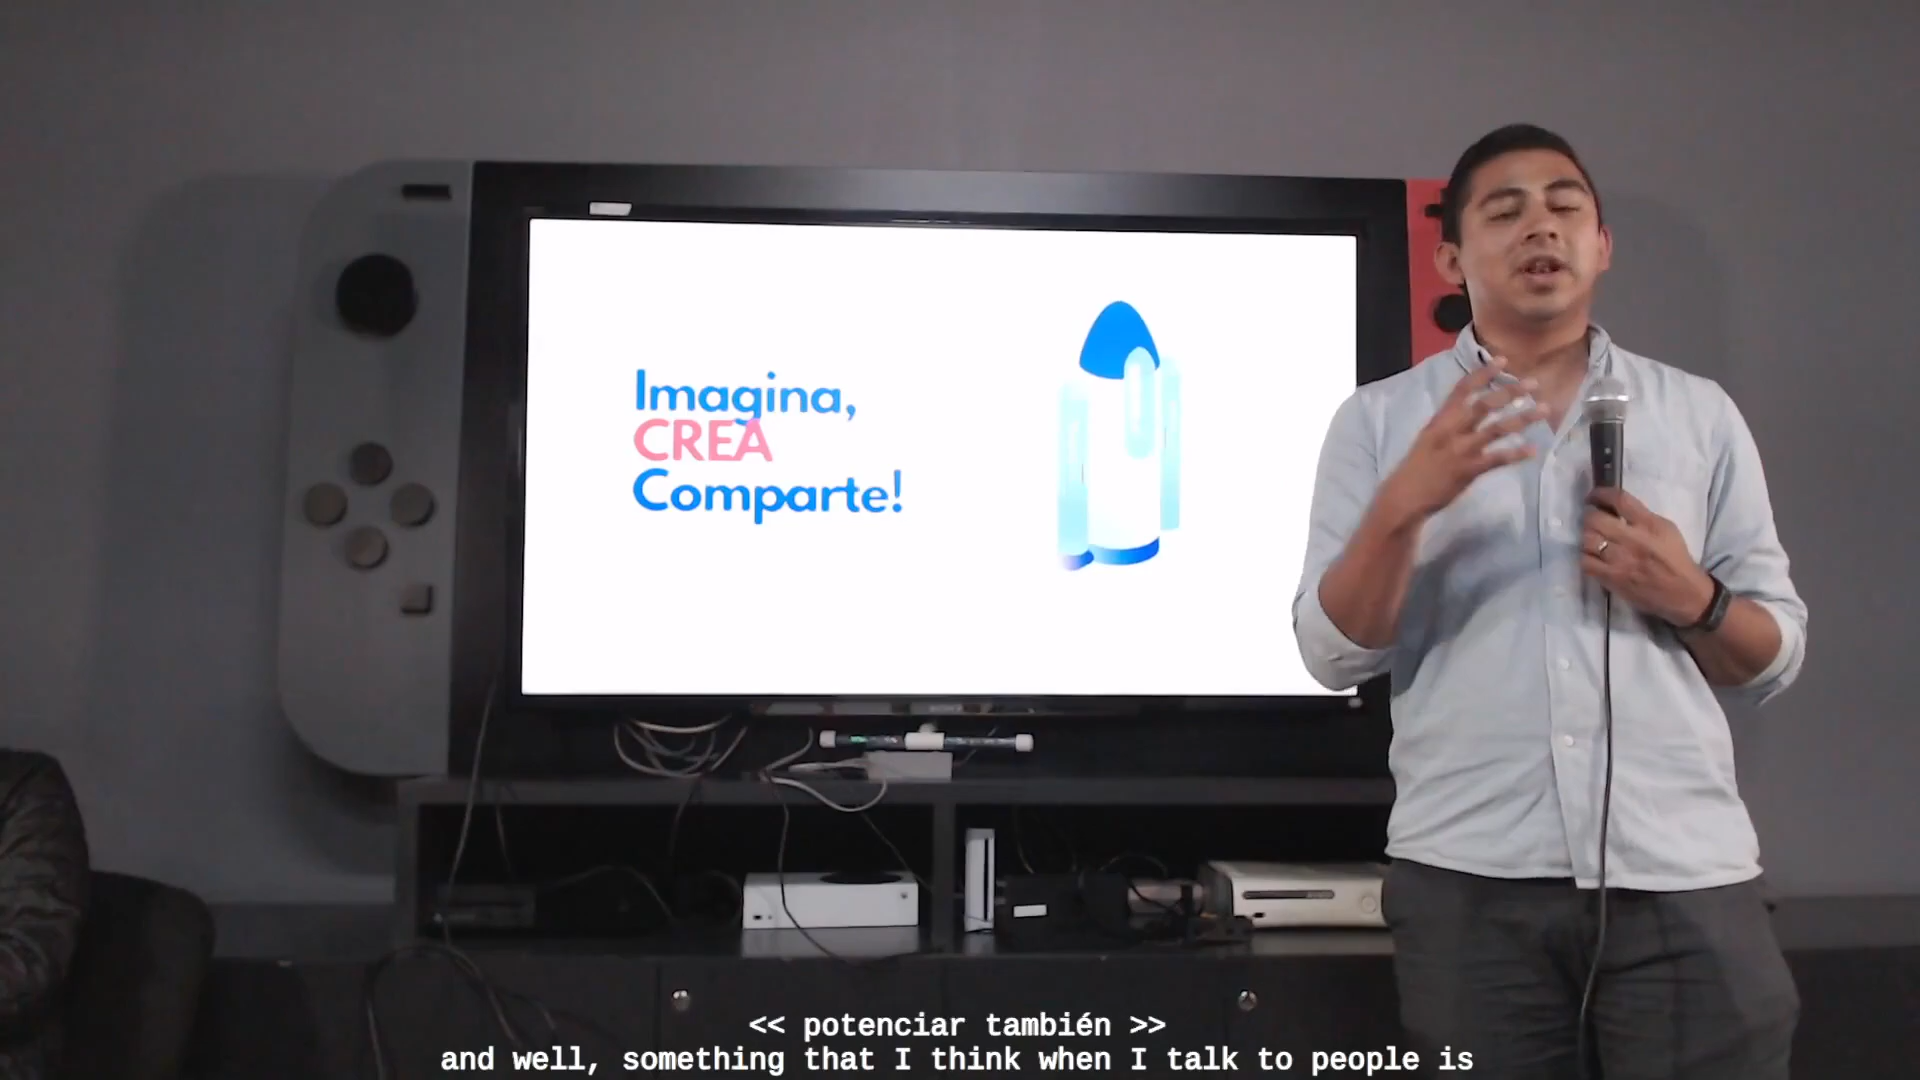 Imagina,
CREA
Comparte!
<< potenciar también >>
and well, something that I think when I talk to people is